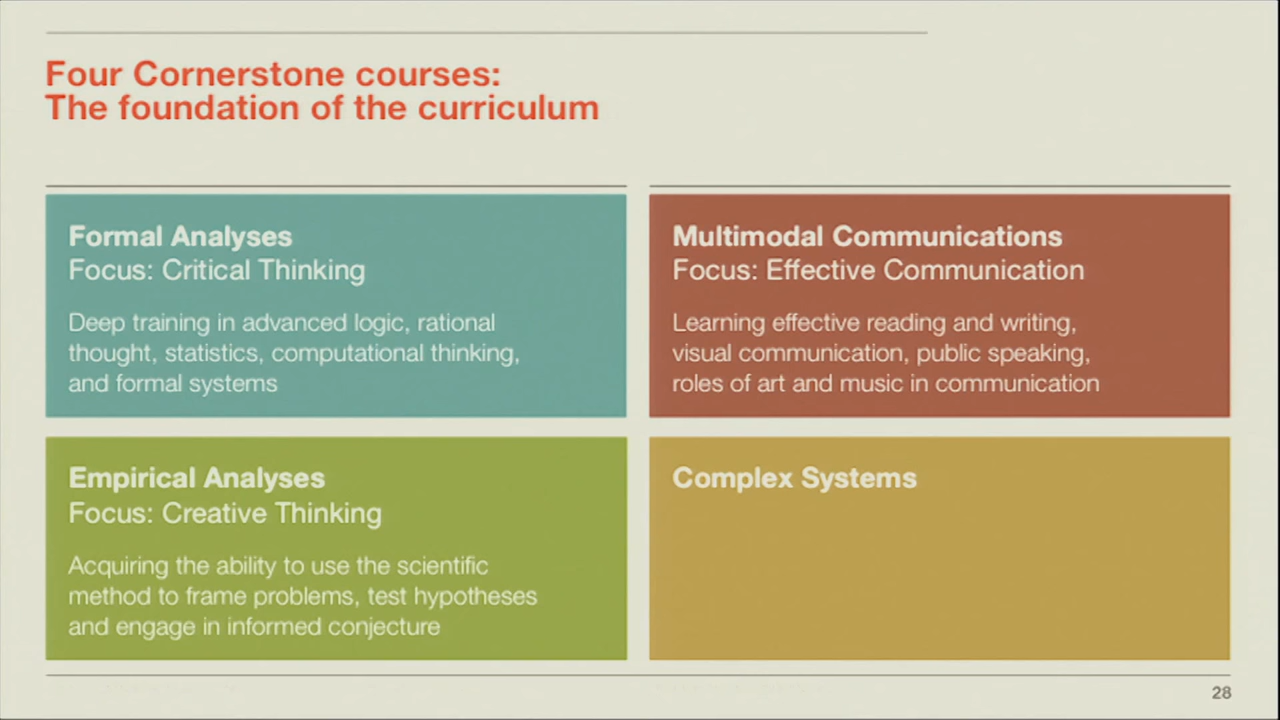 Four Cornerstone courses:
The foundation of the curriculum
Formal Analyses
Focus: Critical Thinking
Deep training in advanced logic, rational
thought, statistics, computational thinking,
and formal systems
Multimodal Communications
Focus: Effective Communication
Learning effective reading and writing,
visual communication, public speaking,
roles of art and music in communication
Empirical Analyses
Focus: Creative Thinking
Acquiring the ability to use the scientific
method to frame problems, test hypotheses
and engage in informed conjecture
Complex Systems
28